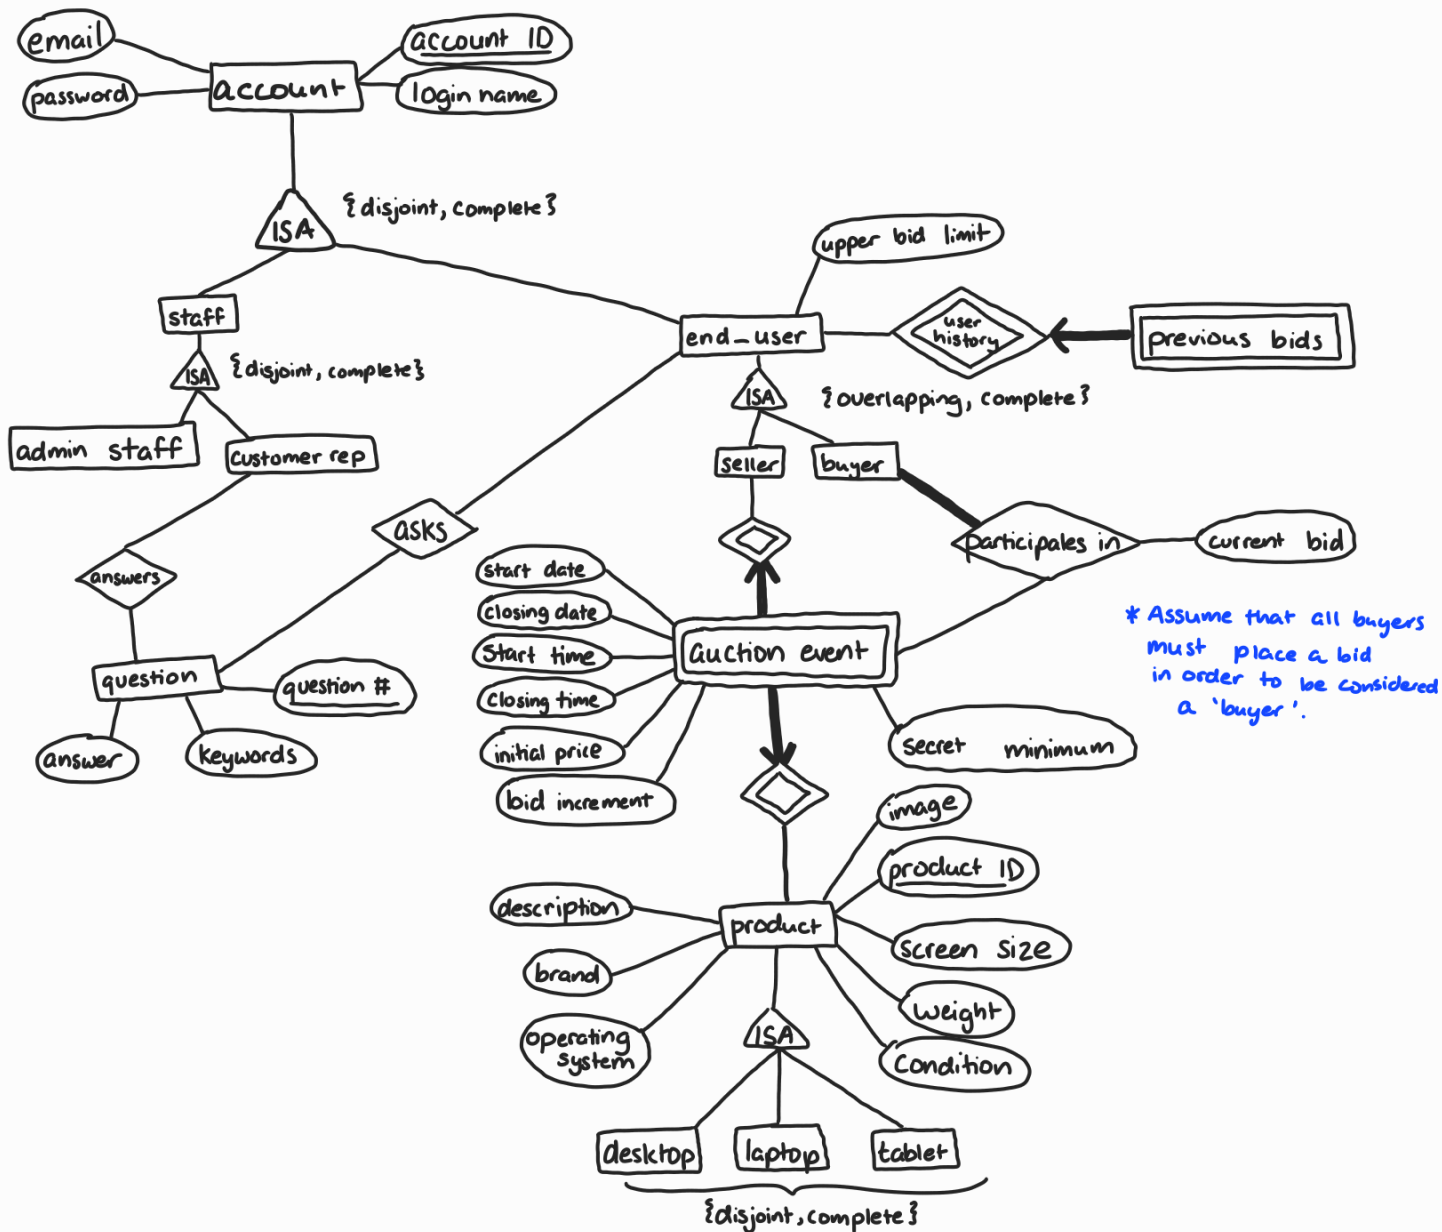 email
account ID
password
account
login name
ISA
{disjoint, complete}
upper bid limit
staff
end_user
user
history
previous bids
ISA
{disjoint, complete}
ISA
{overlapping, complete}
admin staff
customer rep
seller
buyer
asks
participates in
current bid
answers
start date
closing date
start time
closing time
initial price
bid increment
auction event
secret minimum
* Assume that all buyers
must place a bid
in order to be considered
a 'buyer'.
question
question #
answer
keywords
image
product ID
description
product
screen size
brand
weight
operating
system
ISA
condition
desktop
laptop
tablet
{disjoint, complete}